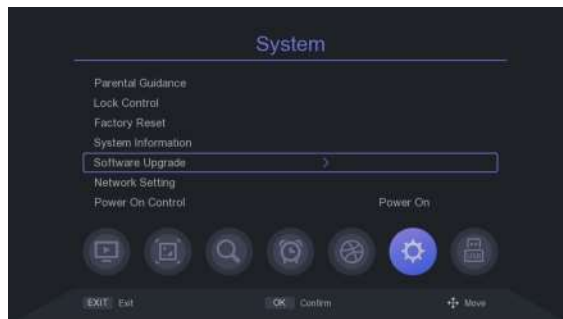 System
Parental Guidance
Lock Control
Factory Reset
System Information
Software Upgrade
Network Setting
Power On Control Power On
USB
EXIT Exit OK Confirm Move